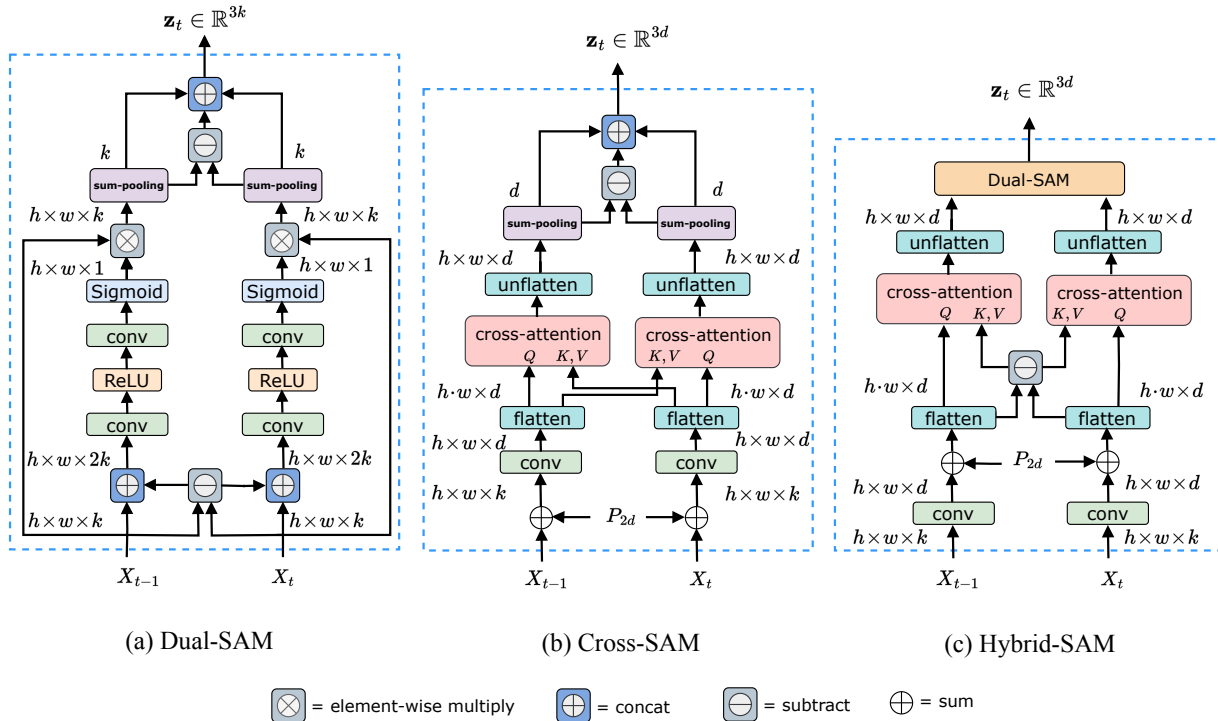 z_t ∈ ℝ^{3k}
k
k
sum-pooling
sum-pooling
h×w×k
h×w×k
h×w×1
h×w×1
Sigmoid
Sigmoid
conv
conv
ReLU
ReLU
conv
conv
h×w×2k
h×w×2k
h×w×k
h×w×k
X_{t−1}
X_t
(a) Dual-SAM
z_t ∈ ℝ^{3d}
d
d
sum-pooling
sum-pooling
h×w×d
h×w×d
unflatten
unflatten
cross-attention
cross-attention
Q
K,V
K,V
Q
h·w×d
h·w×d
flatten
flatten
h×w×d
h×w×d
conv
conv
h×w×k
h×w×k
P_{2d}
X_{t−1}
X_t
(b) Cross-SAM
z_t ∈ ℝ^{3d}
Dual-SAM
h×w×d
h×w×d
unflatten
unflatten
cross-attention
cross-attention
Q
K,V
K,V
Q
h·w×d
h·w×d
flatten
flatten
P_{2d}
h×w×d
h×w×d
conv
conv
h×w×k
h×w×k
X_{t−1}
X_t
(c) Hybrid-SAM
= element-wise multiply
= concat
= subtract
= sum